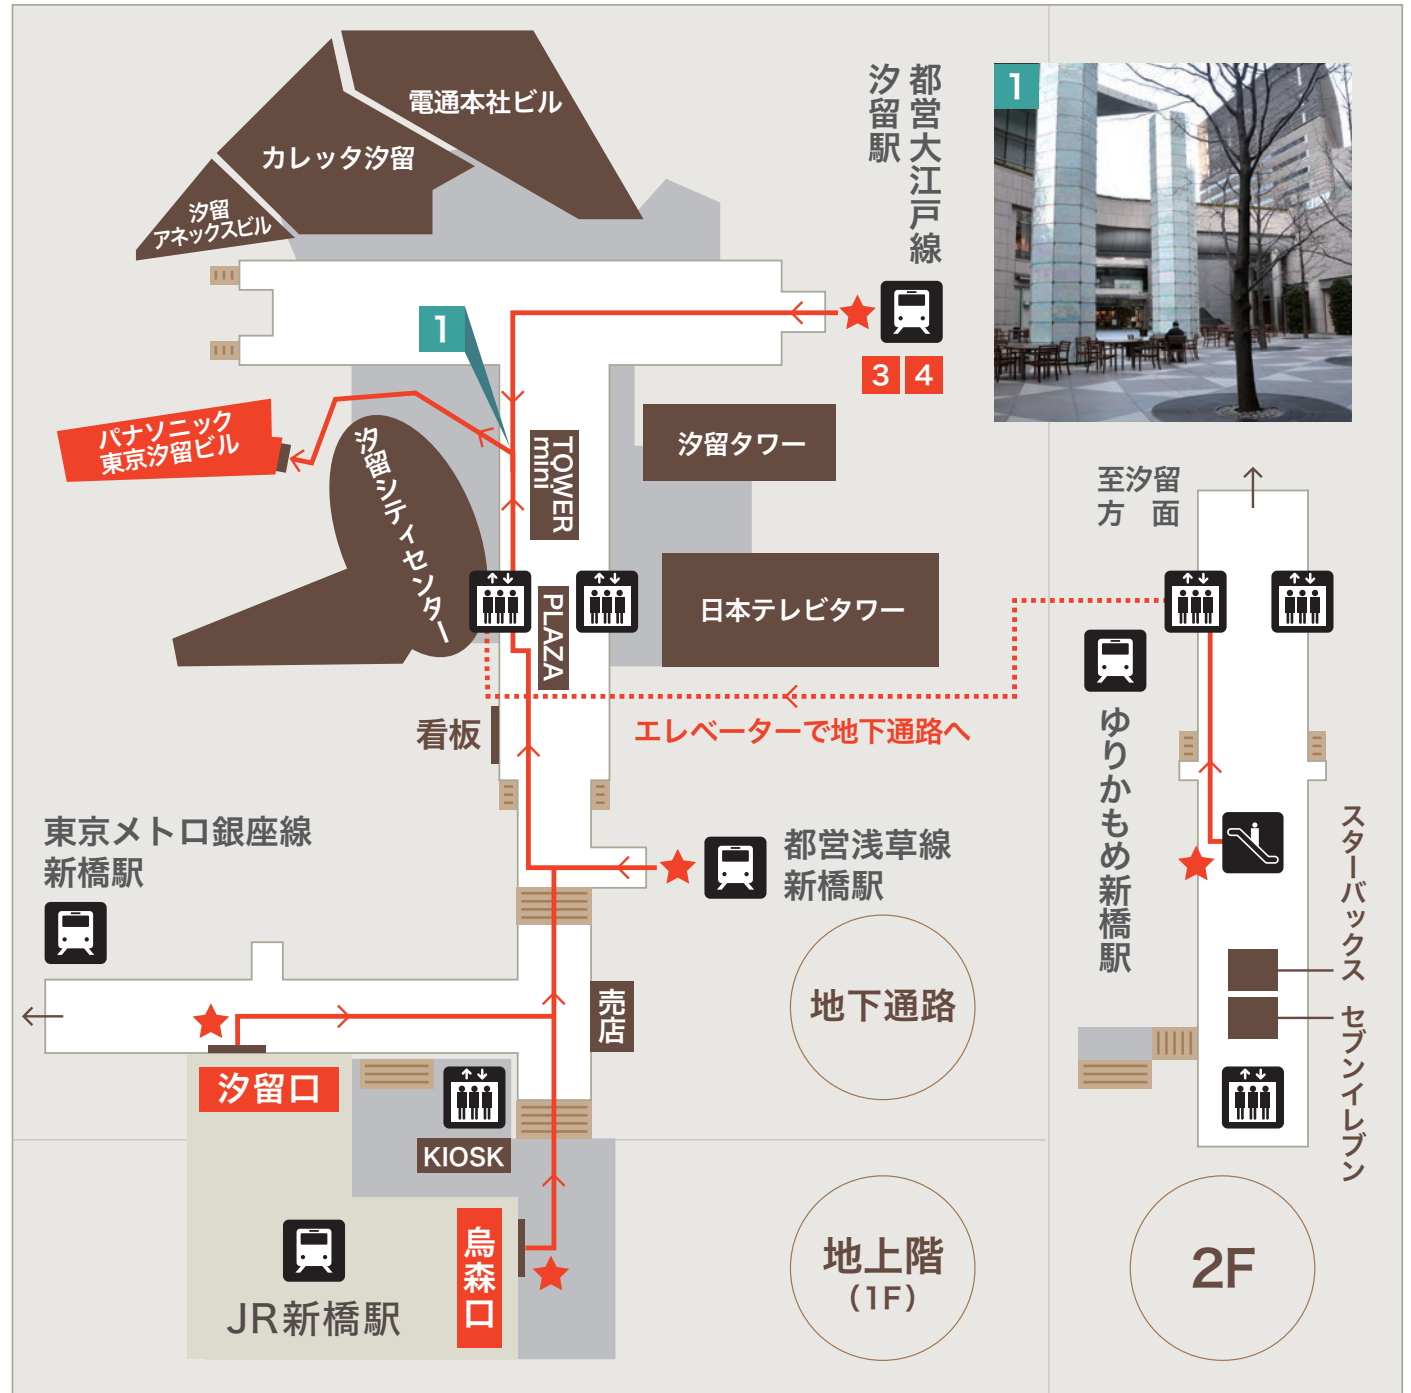 電通本社ビル
カレッタ汐留
汐留
アネックスビル
都営大江戸線
汐留駅
1
1
3 4
パナソニック
東京汐留ビル
汐留シティセンター
TOWER
mini
汐留タワー
日本テレビタワー
PLAZA
至汐留
方 面
看板
エレベーターで地下通路へ
ゆりかもめ新橋駅
東京メトロ銀座線
新橋駅
都営浅草線
新橋駅
スターバックス
セブンイレブン
売店
地下通路
汐留口
KIOSK
烏森口
JR新橋駅
地上階
(1F)
2F